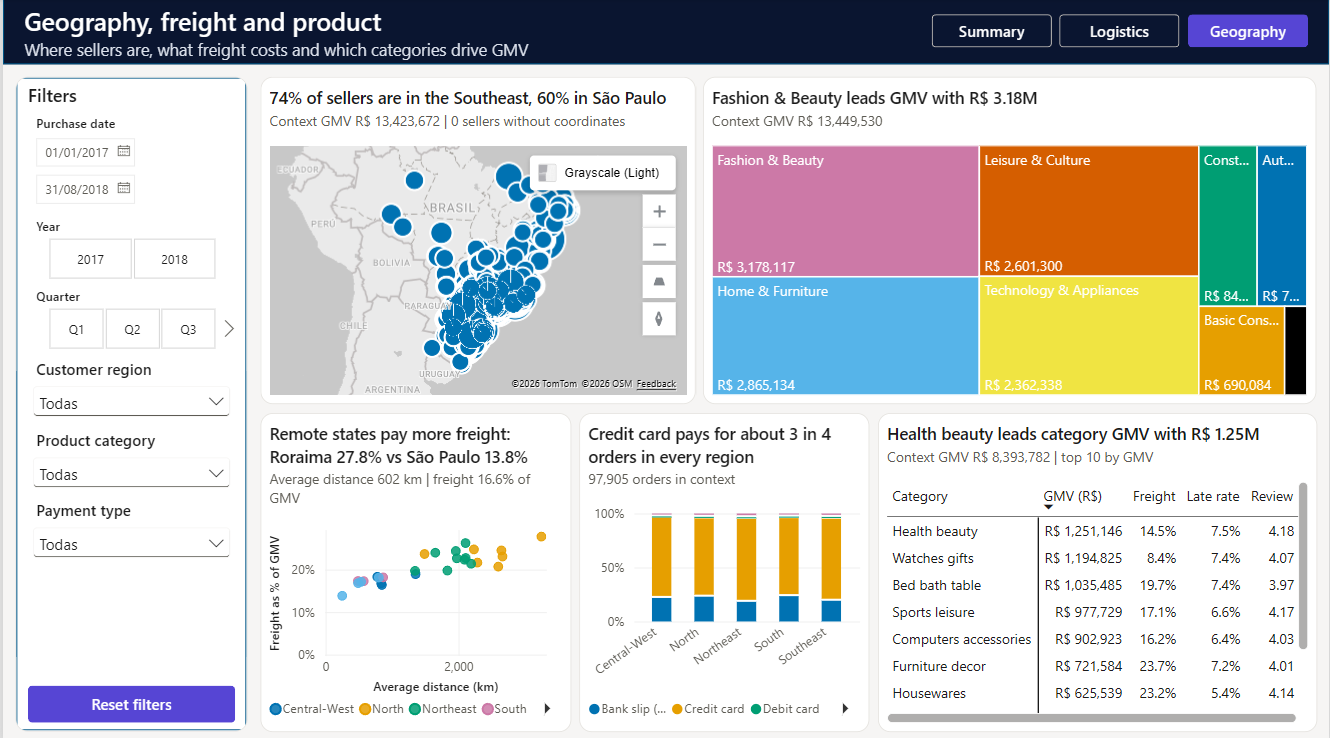 Geography, freight and product
Where sellers are, what freight costs and which categories drive GMV
Summary
Logistics
Geography
Filters
Purchase date
01/01/2017
31/08/2018
Year
2017
2018
Quarter
Q1
Q2
Q3
Customer region
Todas
Product category
Todas
Payment type
Todas
Reset filters
74% of sellers are in the Southeast, 60% in São Paulo
Context GMV R$ 13,423,672 | 0 sellers without coordinates
ECUADOR
Grayscale (Light)
BRASIL
PERÚ
BOLIVIA
PARAGUAY
CHILE
URUGUAY
ARGENTINA
©2026 TomTom ©2026 OSM Feedback
Fashion & Beauty leads GMV with R$ 3.18M
Context GMV R$ 13,449,530
Fashion & Beauty
R$ 3,178,117
Home & Furniture
R$ 2,865,134
Leisure & Culture
R$ 2,601,300
Technology & Appliances
R$ 2,362,338
Const...
R$ 84...
Aut...
R$ 7...
Basic Cons...
R$ 690,084
Remote states pay more freight:
Roraima 27.8% vs São Paulo 13.8%
Average distance 602 km | freight 16.6% of
GMV
Freight as % of GMV
20%
10%
0%
0
2,000
Average distance (km)
Central-West
North
Northeast
South
Credit card pays for about 3 in 4
orders in every region
97,905 orders in context
100%
50%
0%
Central-West
North
Northeast
South
Southeast
Bank slip (...
Credit card
Debit card
Health beauty leads category GMV with R$ 1.25M
Context GMV R$ 8,393,782 | top 10 by GMV
Category GMV (R$) Freight Late rate Review
Health beauty R$ 1,251,146 14.5% 7.5% 4.18
Watches gifts R$ 1,194,825 8.4% 7.4% 4.07
Bed bath table R$ 1,035,485 19.7% 7.4% 3.97
Sports leisure R$ 977,729 17.1% 6.6% 4.17
Computers accessories R$ 902,923 16.2% 6.4% 4.03
Furniture decor R$ 721,584 23.7% 7.2% 4.01
Housewares R$ 625,539 23.2% 5.4% 4.14